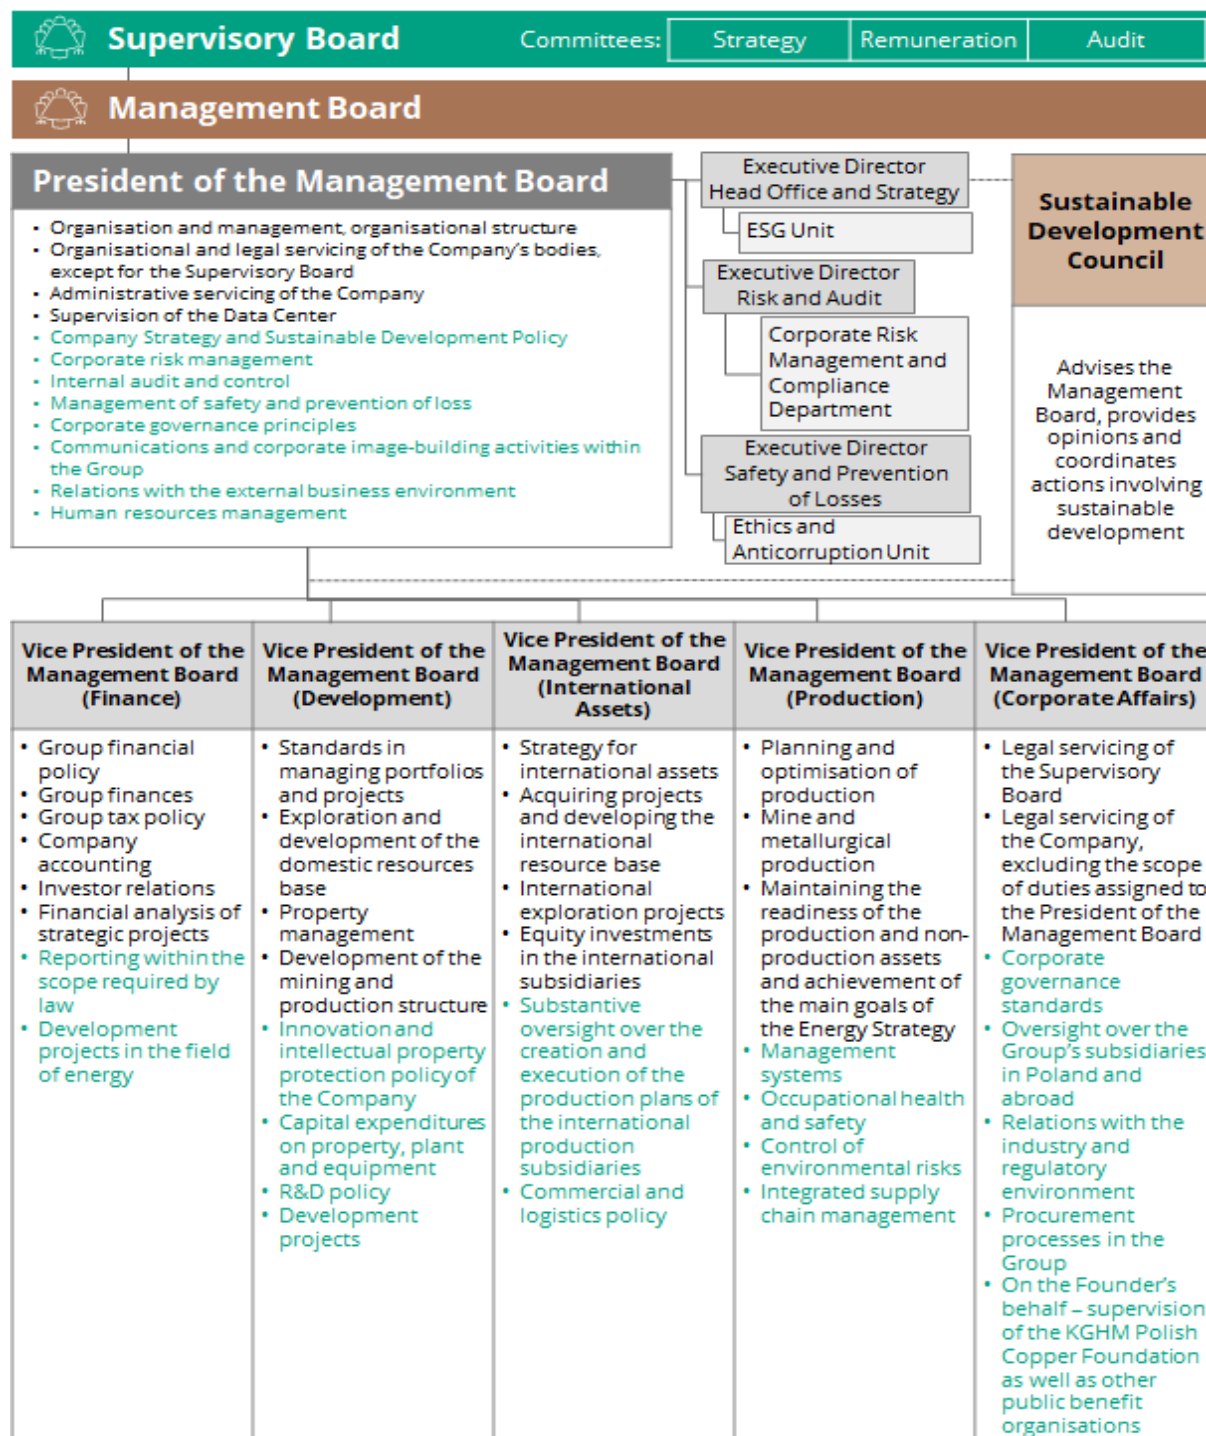 Supervisory Board
Committees:
Strategy
Remuneration
Audit
Management Board
President of the Management Board
• Organisation and management, organisational structure
• Organisational and legal servicing of the Company's bodies,
except for the Supervisory Board
• Administrative servicing of the Company
• Supervision of the Data Center
• Company Strategy and Sustainable Development Policy
• Corporate risk management
• Internal audit and control
• Management of safety and prevention of loss
• Corporate governance principles
• Communications and corporate image-building activities within
the Group
• Relations with the external business environment
• Human resources management
Executive Director
Head Office and Strategy
ESG Unit
Executive Director
Risk and Audit
Corporate Risk
Management and
Compliance
Department
Executive Director
Safety and Prevention
of Losses
Ethics and
Anticorruption Unit
Sustainable
Development
Council
Advises the
Management
Board, provides
opinions and
coordinates
actions involving
sustainable
development
Vice President of the
Management Board
(Finance)
• Group financial
policy
• Group finances
• Group tax policy
• Company
accounting
• Investor relations
• Financial analysis of
strategic projects
• Reporting within the
scope required by
law
• Development
projects in the field
of energy
Vice President of the
Management Board
(Development)
• Standards in
managing portfolios
and projects
• Exploration and
development of the
domestic resources
base
• Property
management
• Development of the
mining and
production structure
• Innovation and
intellectual property
protection policy of
the Company
• Capital expenditures
on property, plant
and equipment
• R&D policy
• Development
projects
Vice President of the
Management Board
(International
Assets)
• Strategy for
international assets
• Acquiring projects
and developing the
international
resource base
• International
exploration projects
• Equity investments
in the international
subsidiaries
• Substantive
oversight over the
creation and
execution of the
production plans of
the international
production
subsidiaries
• Commercial and
logistics policy
Vice President of the
Management Board
(Production)
• Planning and
optimisation of
production
• Mine and
metallurgical
production
• Maintaining the
readiness of the
production and non-
production assets
and achievement of
the main goals of
the Energy Strategy
• Management
systems
• Occupational health
and safety
• Control of
environmental risks
• Integrated supply
chain management
Vice President of the
Management Board
(Corporate Affairs)
• Legal servicing of
the Supervisory
Board
• Legal servicing of
the Company,
excluding the scope
of duties assigned to
the President of the
Management Board
• Corporate
governance
standards
• Oversight over the
Group's subsidiaries
in Poland and
abroad
• Relations with the
industry and
regulatory
environment
• Procurement
processes in the
Group
• On the Founder's
behalf – supervision
of the KGHM Polish
Copper Foundation
as well as other
public benefit
organisations